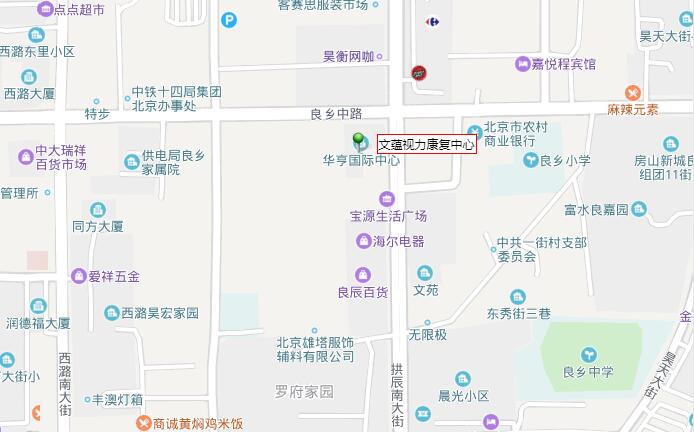 点点超市
客赛思服装市场
昊天大街
西潞东里小区
昊衡网咖
嘉悦程宾馆
西潞大厦
中铁十四局集团
北京办事处
特步
良乡中路
麻辣元素
北京市农村
商业银行
文蕴视力康复中心
华亨国际中心
中大瑞祥
百货市场
供电局良乡
家属院
良乡小学
房山新城良
组团11街
管理所
同方大厦
宝源生活广场
富水良嘉园
海尔电器
中共一街村支部
委员会
爱祥五金
良辰百货
文苑
东秀街三巷
西潞昊宏家园
润德福大厦
无限极
金
北京雄塔服饰
辅料有限公司
西潞南大街
拱辰南大街
昊天大街
良乡中学
大街小
罗府家园
晨光小区
丰澳灯箱
商诚黄焖鸡米饭